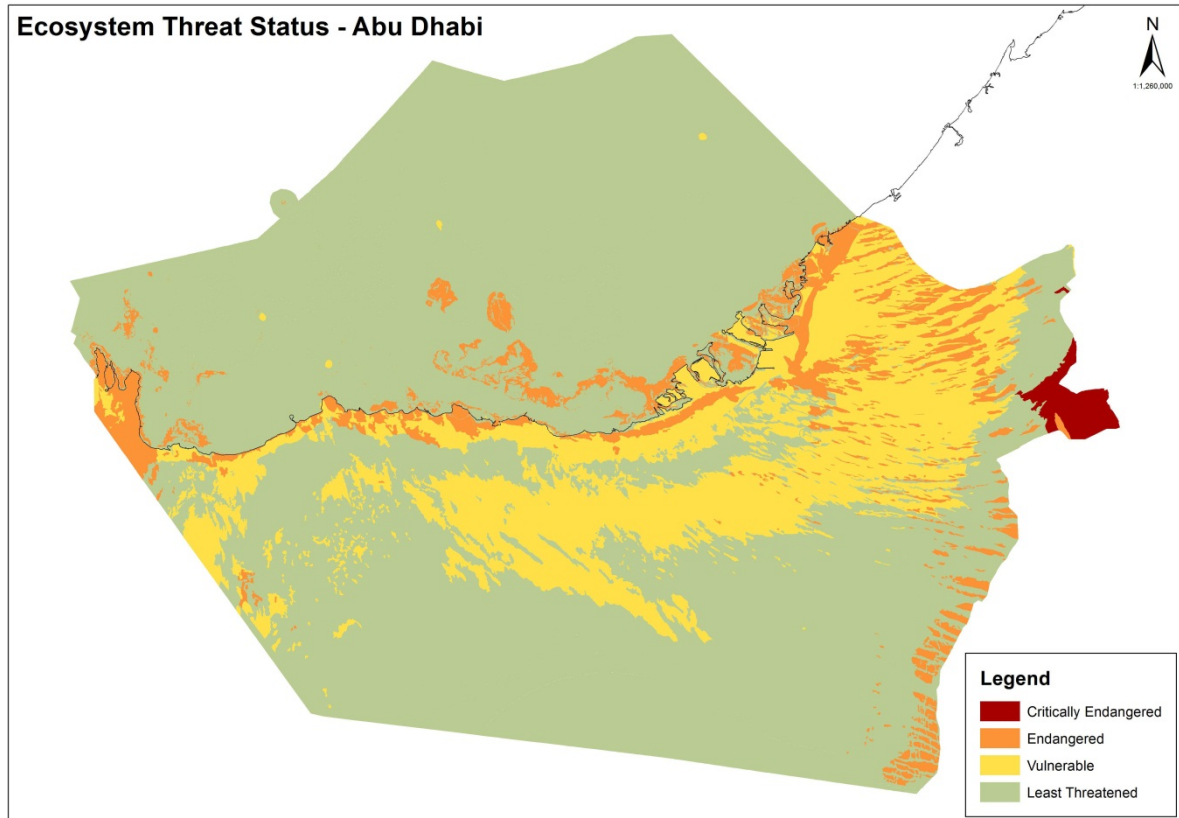 Ecosystem Threat Status - Abu Dhabi
N
1:1,260,000
Legend
Critically Endangered
Endangered
Vulnerable
Least Threatened